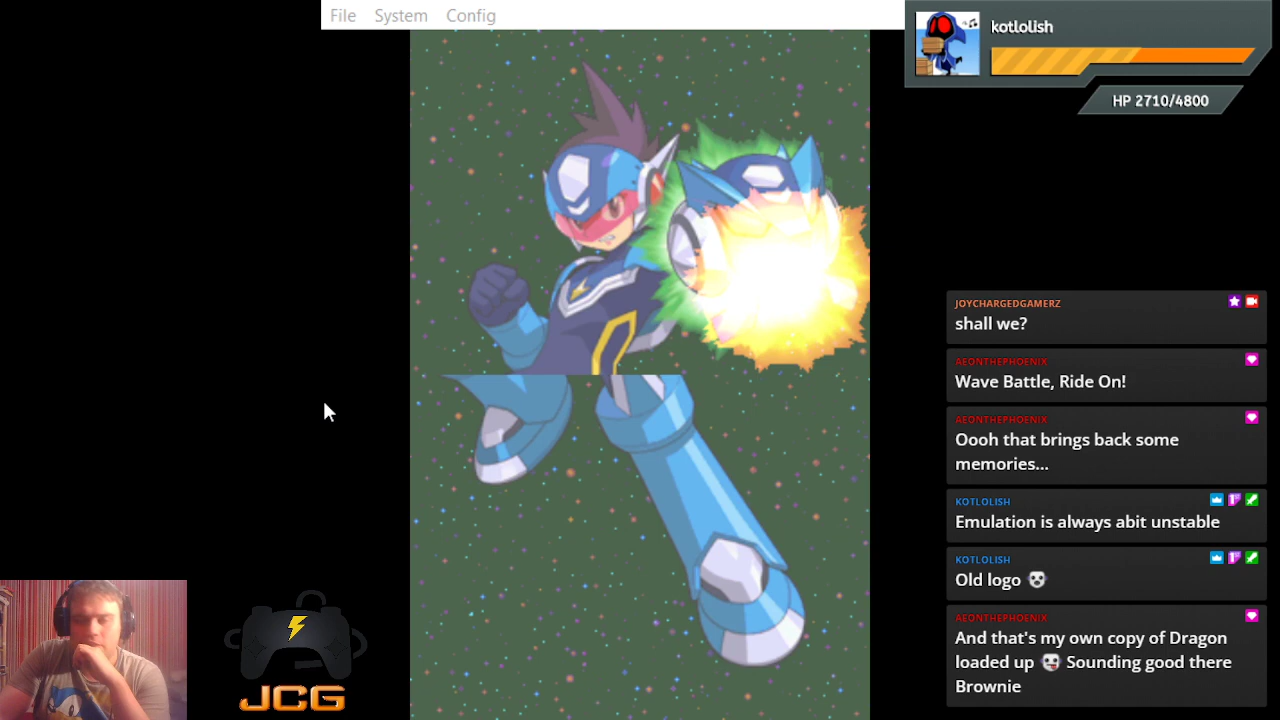 File System Config
kotlolish
HP 2710/4800
JOYCHARGEDGAMERZ
shall we?
AEONTHEPHOENIX
Wave Battle, Ride On!
AEONTHEPHOENIX
Oooh that brings back some
memories...
KOTLOLISH
Emulation is always abit unstable
KOTLOLISH
Old logo
AEONTHEPHOENIX
And that's my own copy of Dragon
loaded up Sounding good there
Brownie
JCG